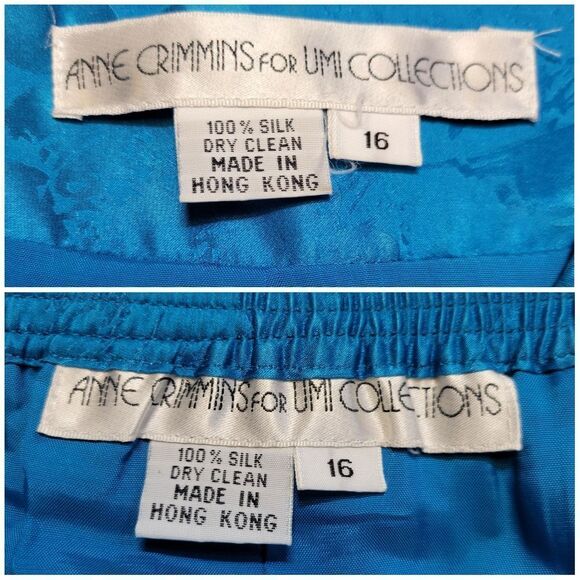 ANNE CRIMMINS FOR UMI COLLECTIONS
100% SILK
DRY CLEAN
MADE IN
HONG KONG
16
ANNE CRIMMINS FOR UMI COLLECTIONS
100% SILK
DRY CLEAN
MADE IN
HONG KONG
16